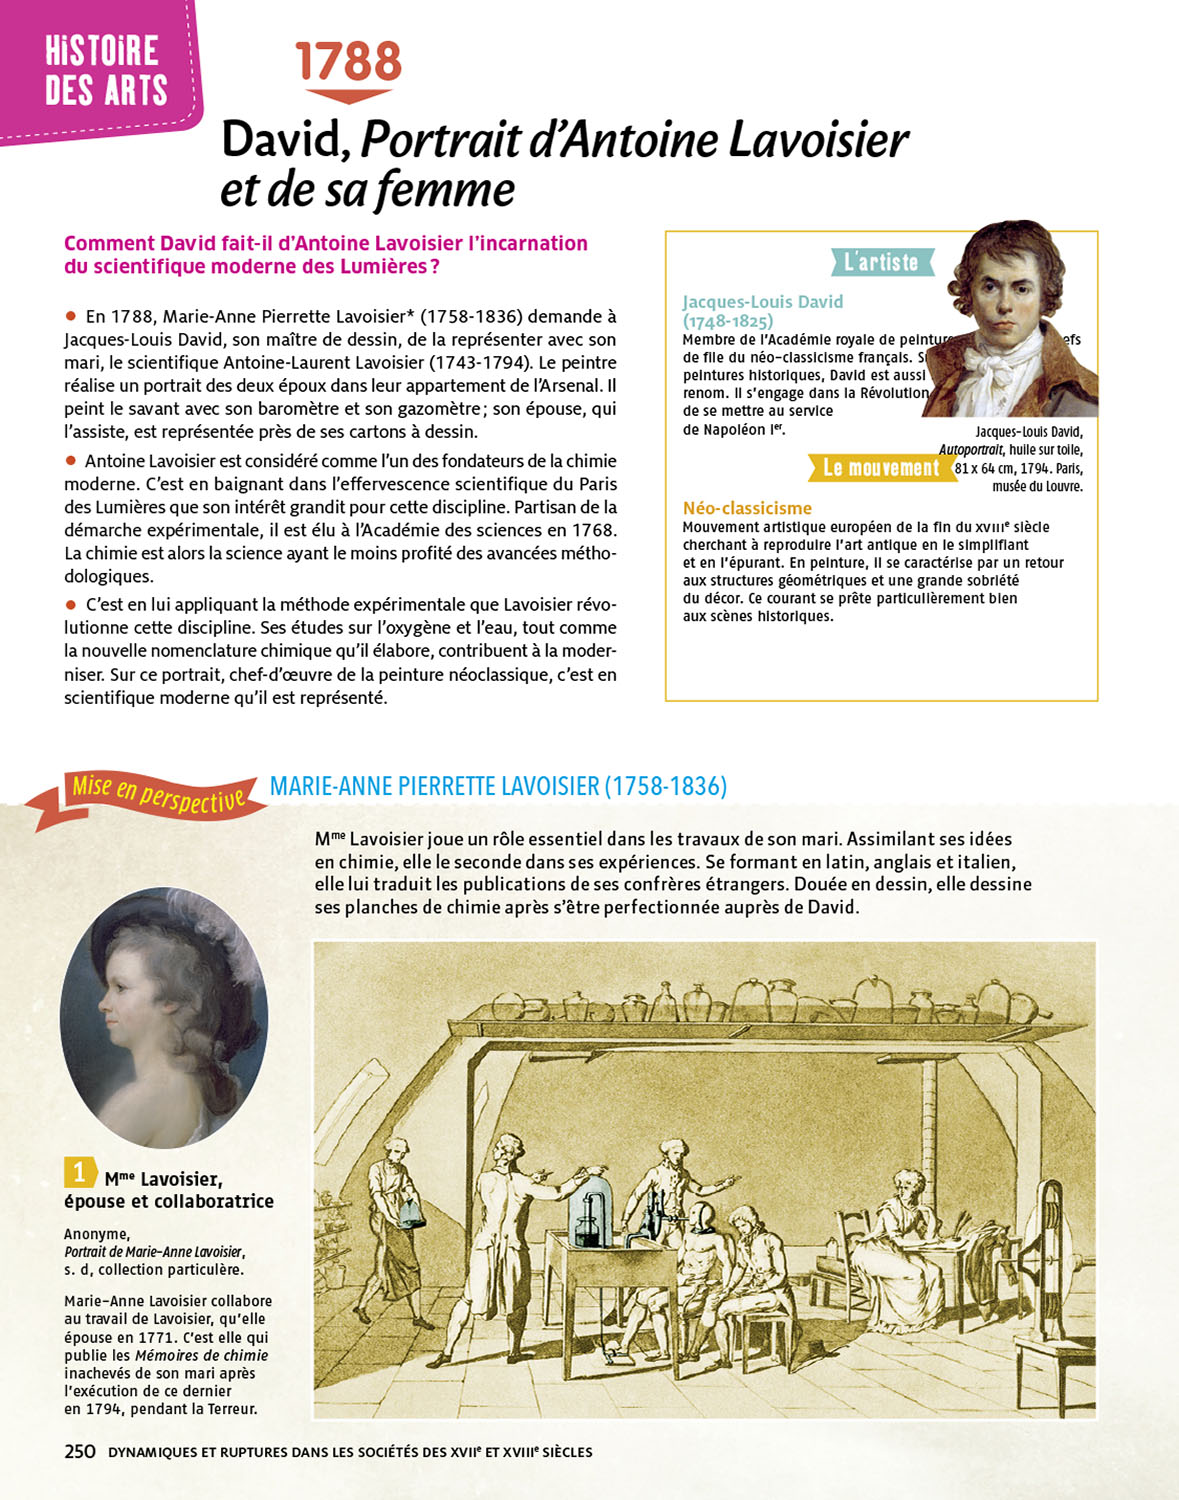 HISTOIRE
DES ARTS
1788
David, Portrait d'Antoine Lavoisier
et de sa femme
Comment David fait-il d'Antoine Lavoisier l'incarnation
du scientifique moderne des Lumières ?
• En 1788, Marie-Anne Pierrette Lavoisier* (1758-1836) demande à
Jacques-Louis David, son maître de dessin, de la représenter avec son
mari, le scientifique Antoine-Laurent Lavoisier (1743-1794). Le peintre
réalise un portrait des deux époux dans leur appartement de l'Arsenal. Il
peint le savant avec son baromètre et son gazomètre ; son épouse, qui
l'assiste, est représentée près de ses cartons à dessin.
• Antoine Lavoisier est considéré comme l'un des fondateurs de la chimie
moderne. C'est en baignant dans l'effervescence scientifique du Paris
des Lumières que son intérêt grandit pour cette discipline. Partisan de la
démarche expérimentale, il est élu à l'Académie des sciences en 1768.
La chimie est alors la science ayant le moins profité des avancées métho-
dologiques.
• C'est en lui appliquant la méthode expérimentale que Lavoisier révo-
lutionne cette discipline. Ses études sur l'oxygène et l'eau, tout comme
la nouvelle nomenclature chimique qu'il élabore, contribuent à la moder-
niser. Sur ce portrait, chef-d'œuvre de la peinture néoclassique, c'est en
scientifique moderne qu'il est représenté.
L'artiste
Jacques-Louis David
(1748-1825)
Membre de l'Académie royale de
de file du néo-classicisme français.
peintures historiques, David est aussi
renom. Il s'engage dans la Révolution
de se mettre au service
de Napoléon Ier.
Jacques-Louis David,
Autoportrait, huile sur toile,
81 x 64 cm, 1794. Paris,
musée du Louvre.
Le mouvement
Néo-classicisme
Mouvement artistique européen de la fin du XVIIIe siècle
cherchant à reproduire l'art antique en le simplifiant
et en l'épurant. En peinture, il se caractérise par un retour
aux structures géométriques et une grande sobriété
du décor. Ce courant se prête particulièrement bien
aux scènes historiques.
Mise en perspective
MARIE-ANNE PIERRETTE LAVOISIER (1758-1836)
Mme Lavoisier joue un rôle essentiel dans les travaux de son mari. Assimilant ses idées
en chimie, elle le seconde dans ses expériences. Se formant en latin, anglais et italien,
elle lui traduit les publications de ses confrères étrangers. Douée en dessin, elle dessine
ses planches de chimie après s'être perfectionnée auprès de David.
1 Mme Lavoisier,
épouse et collaboratrice
Anonyme,
Portrait de Marie-Anne Lavoisier,
s. d, collection particulère.
Marie-Anne Lavoisier collabore
au travail de Lavoisier, qu'elle
épouse en 1771. C'est elle qui
publie les Mémoires de chimie
inachevés de son mari après
l'exécution de ce dernier
en 1794, pendant la Terreur.
250 DYNAMIQUES ET RUPTURES DANS LES SOCIÉTÉS DES XVIIe ET XVIIIe SIÈCLES